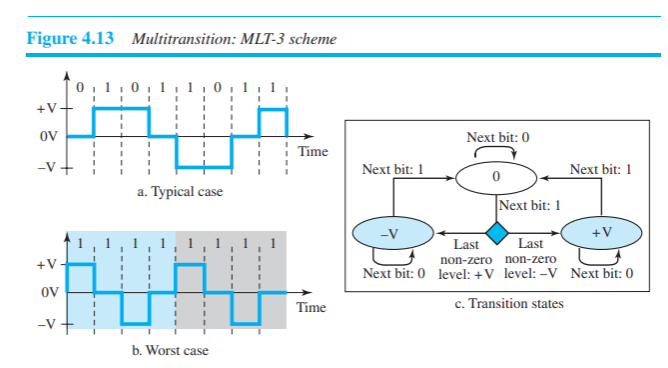 Figure 4.13 Multitransition: MLT-3 scheme
0 1 0 1 1 0 1 1
+V
0V
–V
Time
a. Typical case
1 1 1 1 1 1 1 1
+V
0V
–V
Time
b. Worst case
Next bit: 0
Next bit: 1
0
Next bit: 1
Next bit: 1
–V
+V
Last
non-zero
level: +V
Last
non-zero
level: –V
Next bit: 0
Next bit: 0
c. Transition states